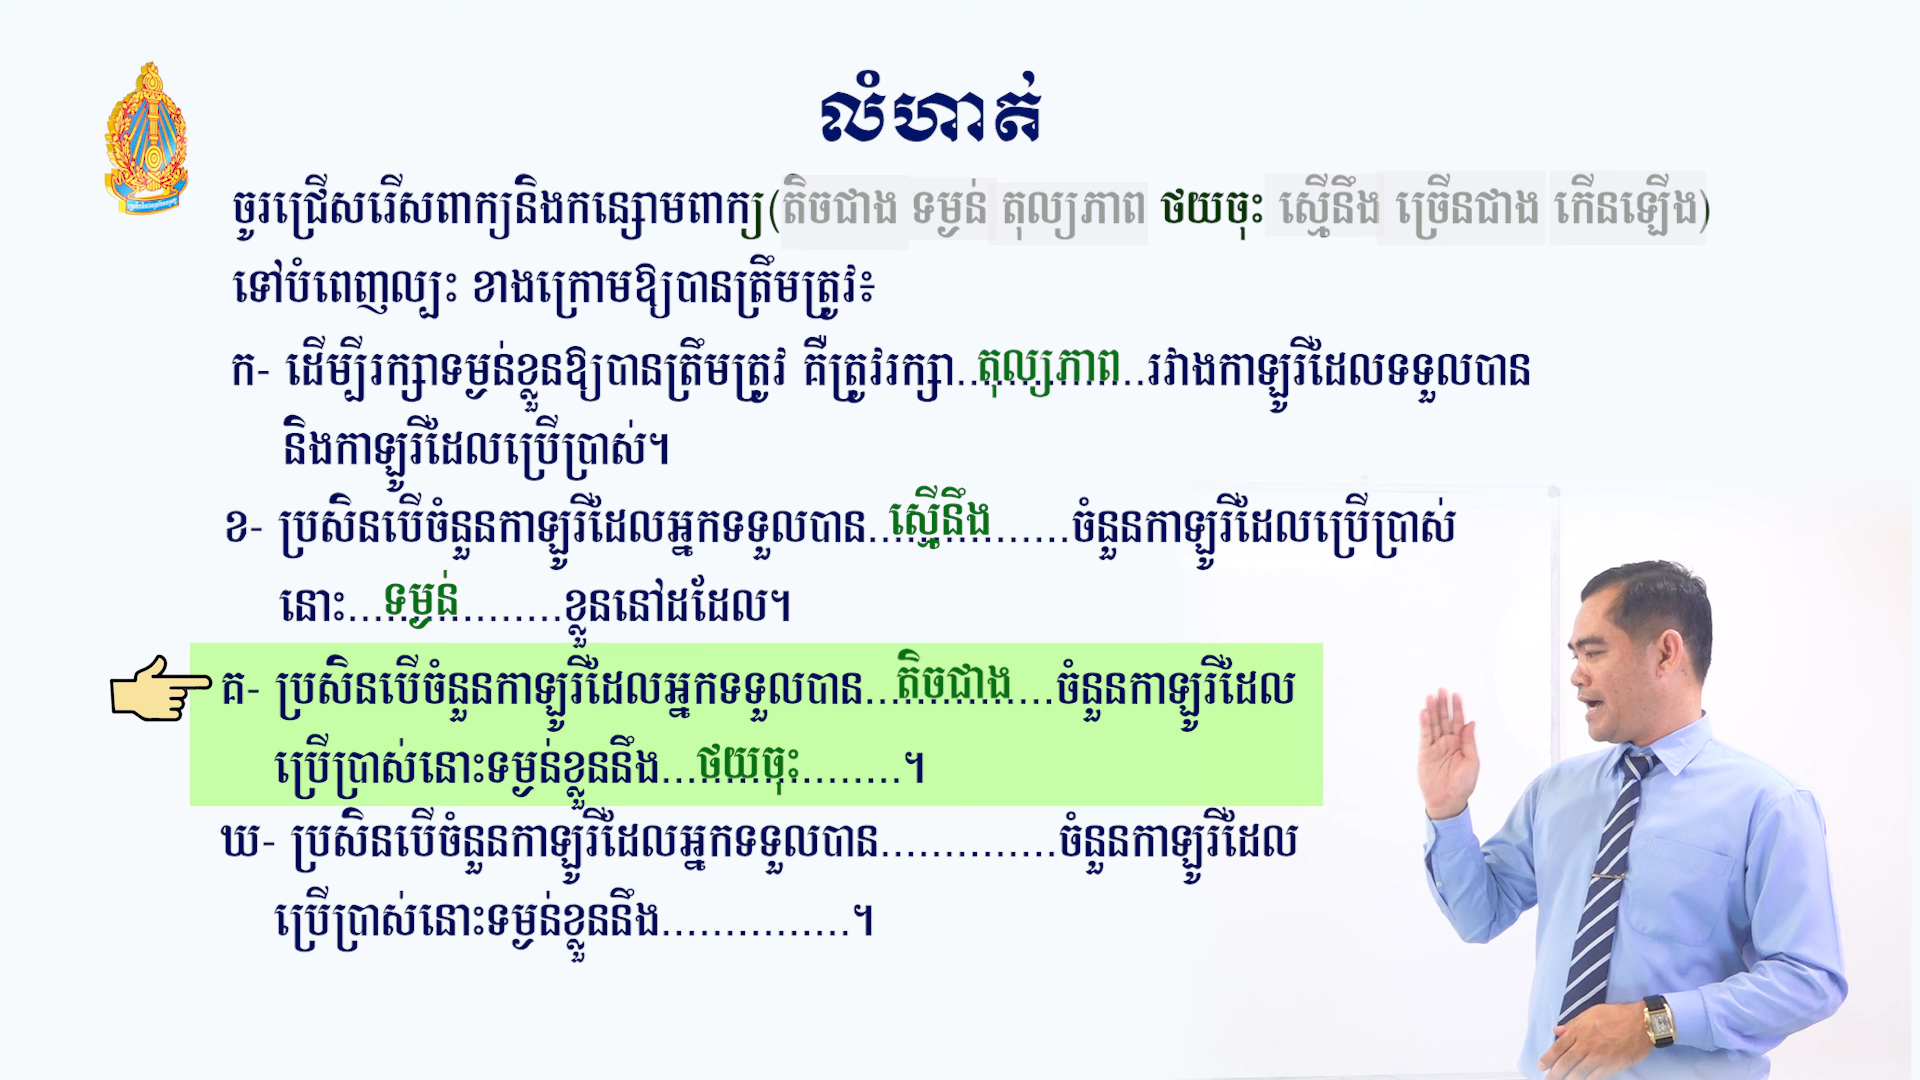 លំហាត់
ចូរជ្រើសរើសពាក្យនិងកន្សោមពាក្យ(តិចជាង ទម្ងន់ តុល្យភាព ថយចុះ ស្មើនឹង ច្រើនជាង កើនឡើង)
ទៅបំពេញល្បះ ខាងក្រោមឱ្យបានត្រឹមត្រូវ៖
ក- ដើម្បីរក្សាទម្ងន់ខ្លួនឱ្យបានត្រឹមត្រូវ គឺត្រូវរក្សា..តុល្យភាព..រវាងកាឡូរីដែលទទួលបាន
និងកាឡូរីដែលប្រើប្រាស់។
ខ- ប្រសិនបើចំនួនកាឡូរីដែលអ្នកទទួលបាន..ស្មើនឹង.......ចំនួនកាឡូរីដែលប្រើប្រាស់
នោះ...ទម្ងន់.........ខ្លួននៅដដែល។
គ- ប្រសិនបើចំនួនកាឡូរីដែលអ្នកទទួលបាន...តិចជាង....ចំនួនកាឡូរីដែល
ប្រើប្រាស់នោះទម្ងន់ខ្លួននឹង...ថយចុះ.........។
ឃ- ប្រសិនបើចំនួនកាឡូរីដែលអ្នកទទួលបាន..............ចំនួនកាឡូរីដែល
ប្រើប្រាស់នោះទម្ងន់ខ្លួននឹង...............។